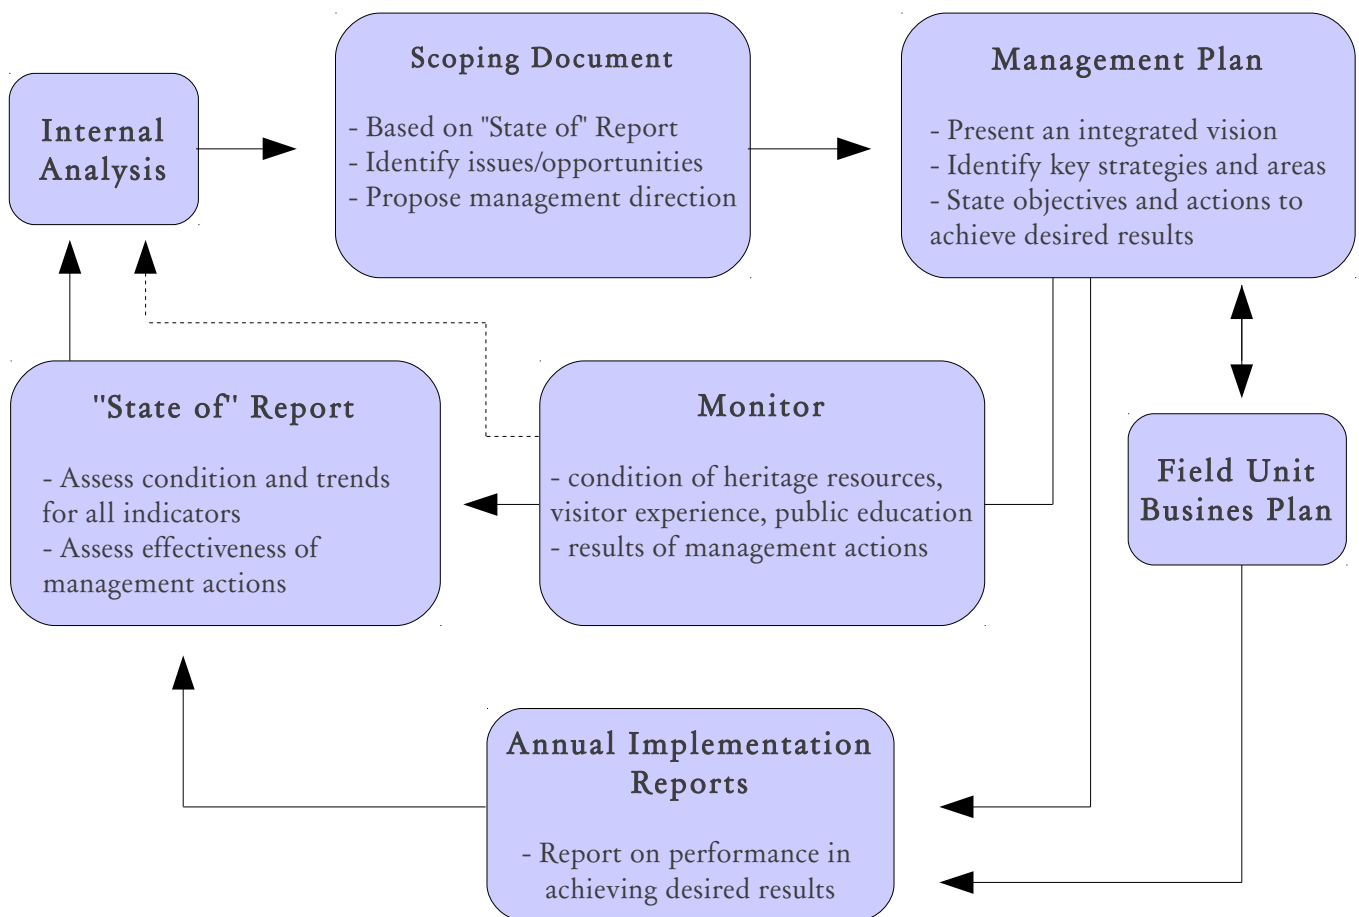 Internal
Analysis
Scoping Document
- Based on "State of" Report
- Identify issues/opportunities
- Propose management direction
Management Plan
- Present an integrated vision
- Identify key strategies and areas
- State objectives and actions to
achieve desired results
"State of" Report
- Assess condition and trends
for all indicators
- Assess effectiveness of
management actions
Monitor
- condition of heritage resources,
visitor experience, public education
- results of management actions
Field Unit
Busines Plan
Annual Implementation
Reports
- Report on performance in
achieving desired results